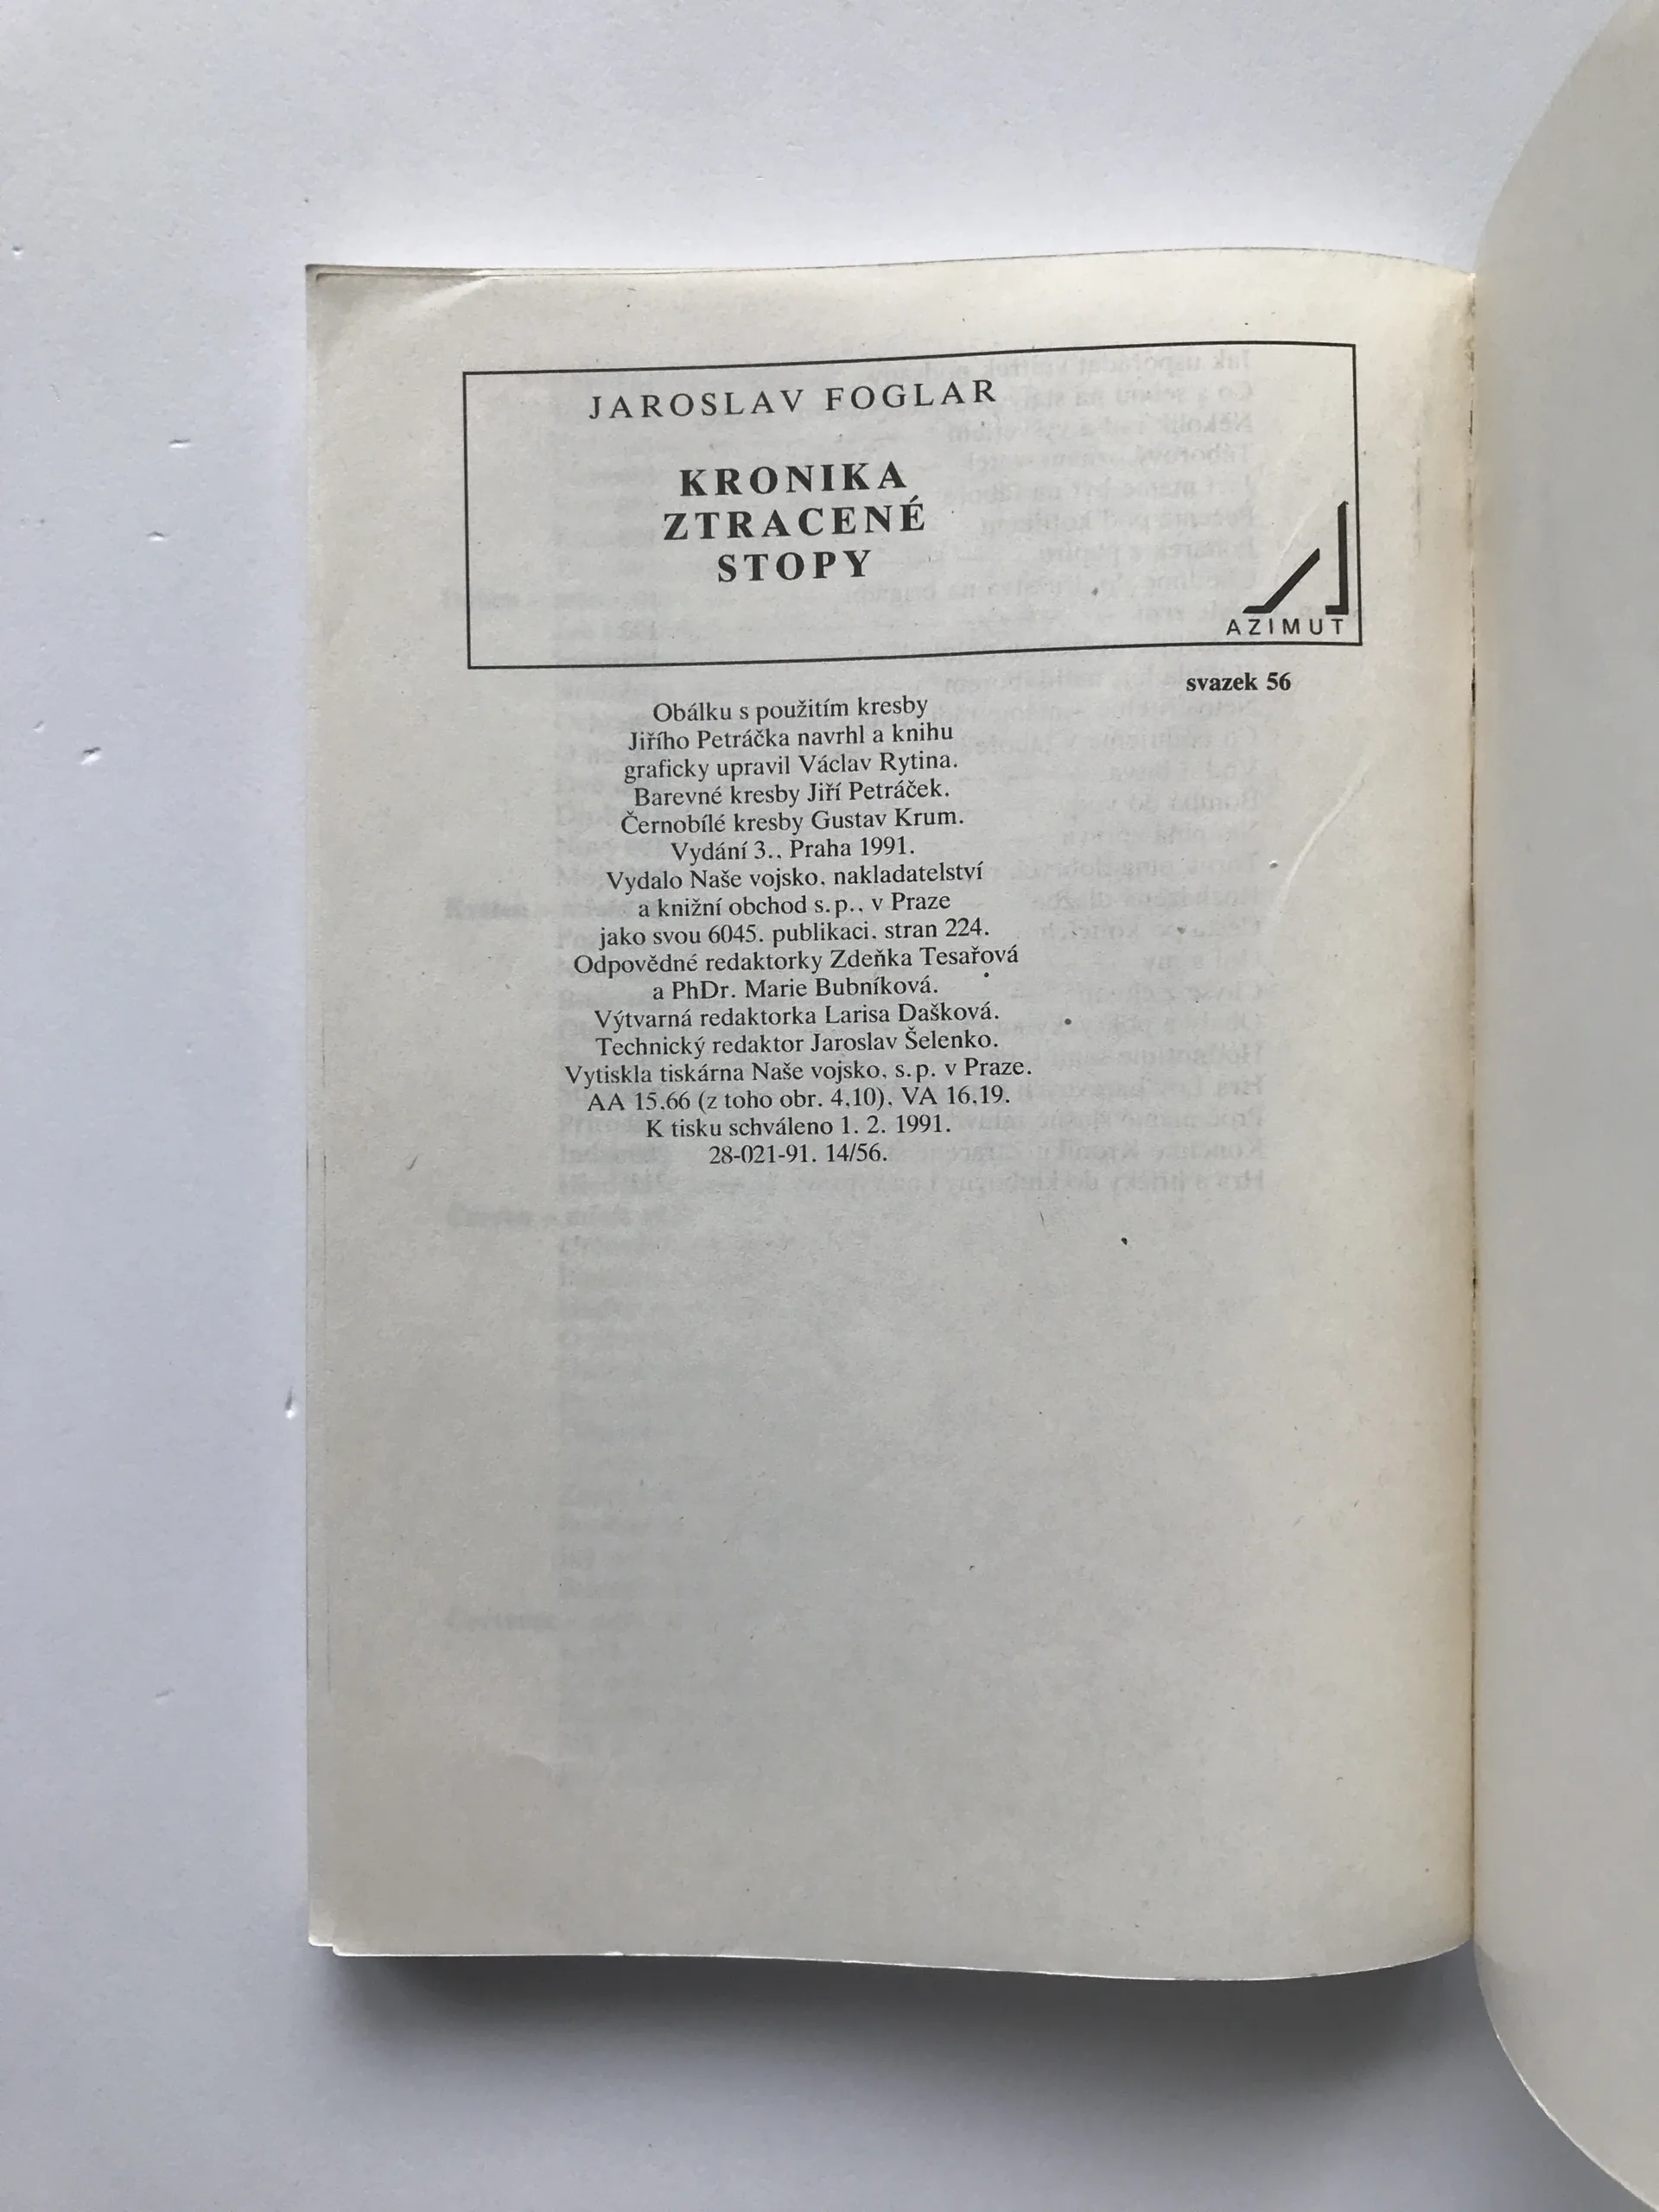 JAROSLAV FOGLAR
KRONIKA
ZTRACENÉ
STOPY
AZIMUT
svazek 56
Obálku s použitím kresby
Jiřího Petráčka navrhl a knihu
graficky upravil Václav Rytina.
Barevné kresby Jiří Petráček.
Černobílé kresby Gustav Krum.
Vydání 3., Praha 1991.
Vydalo Naše vojsko, nakladatelství
a knižní obchod s.p., v Praze
jako svou 6045. publikaci, stran 224.
Odpovědné redaktorky Zdeňka Tesařová
a PhDr. Marie Bubníková.
Výtvarná redaktorka Larisa Dašková.
Technický redaktor Jaroslav Šelenko.
Vytiskla tiskárna Naše vojsko, s.p. v Praze.
AA 15,66 (z toho obr. 4,10), VA 16,19.
K tisku schváleno 1. 2. 1991.
28-021-91. 14/56.